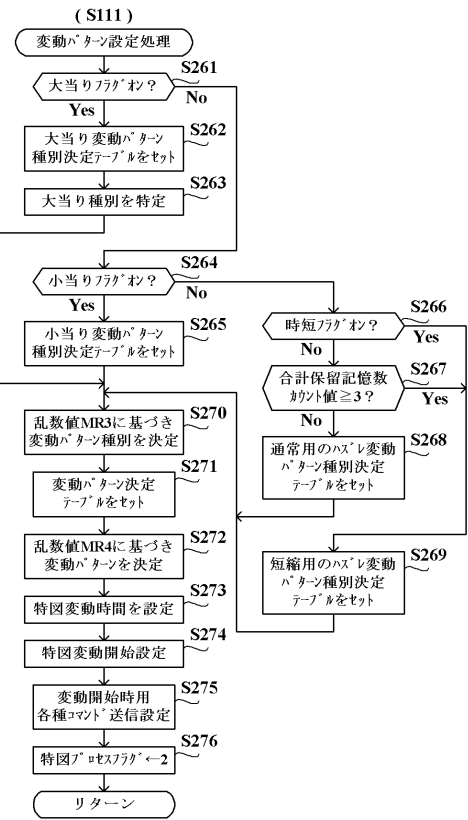 ( S111 )
変動ﾊﾟﾀｰﾝ設定処理
S261
大当りﾌﾗｸﾞｵﾝ？
Yes
No
S262
大当り変動ﾊﾟﾀｰﾝ
種別決定ﾃｰﾌﾞﾙをｾｯﾄ
S263
大当り種別を特定
S264
小当りﾌﾗｸﾞｵﾝ？
Yes
No
S265
小当り変動ﾊﾟﾀｰﾝ
種別決定ﾃｰﾌﾞﾙをｾｯﾄ
S266
時短ﾌﾗｸﾞｵﾝ？
No
Yes
S267
合計保留記憶数
ｶｳﾝﾄ値≧3？
No
Yes
S268
通常用のﾊｽﾞﾚ変動
ﾊﾟﾀｰﾝ種別決定
ﾃｰﾌﾞﾙをｾｯﾄ
S269
短縮用のﾊｽﾞﾚ変動
ﾊﾟﾀｰﾝ種別決定
ﾃｰﾌﾞﾙをｾｯﾄ
S270
乱数値MR3に基づき
変動ﾊﾟﾀｰﾝ種別を決定
S271
変動ﾊﾟﾀｰﾝ決定
ﾃｰﾌﾞﾙをｾｯﾄ
S272
乱数値MR4に基づき
変動ﾊﾟﾀｰﾝを決定
S273
特図変動時間を設定
S274
特図変動開始設定
S275
変動開始時用
各種ｺﾏﾝﾄﾞ送信設定
S276
特図ﾌﾟﾛｾｽﾌﾗｸﾞ←2
リターン